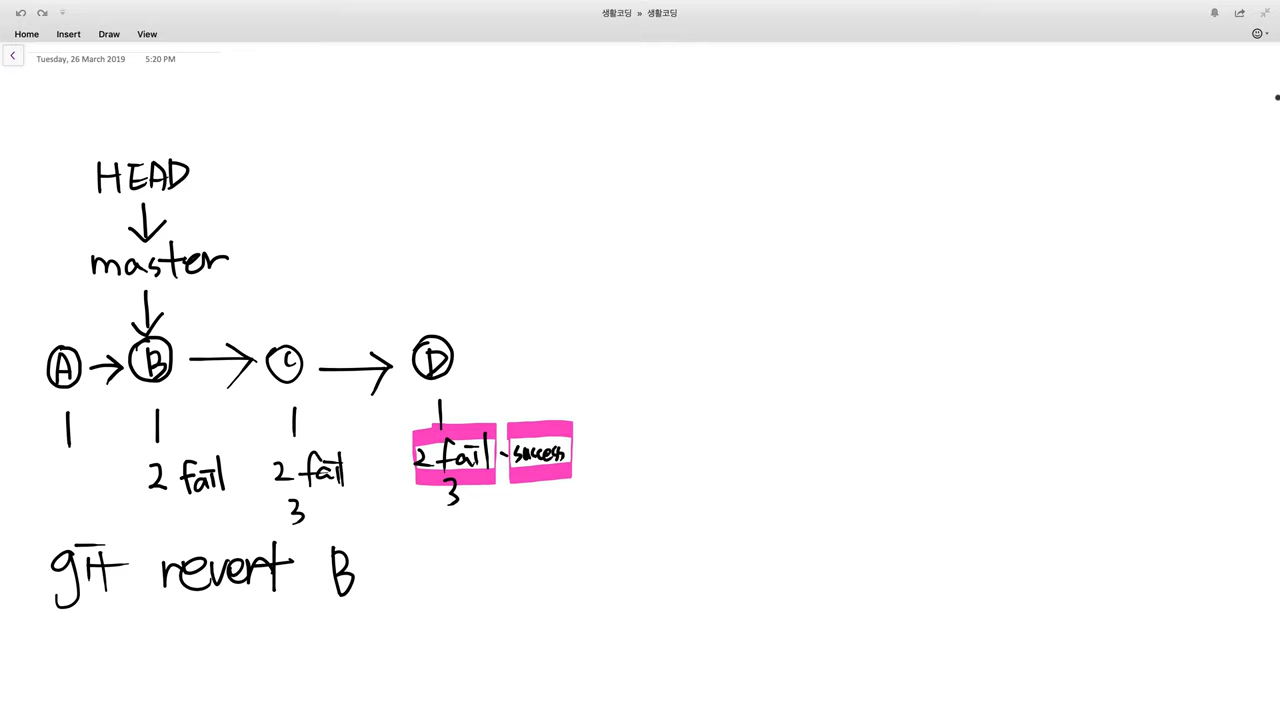 생활코딩 » 생활코딩
Home Insert Draw View
Tuesday, 26 March 2019 5:20 PM
HEAD
master
A B C D
1 1 1 1
2 fail 2 fail 2 fail - success
3 3
git revert B